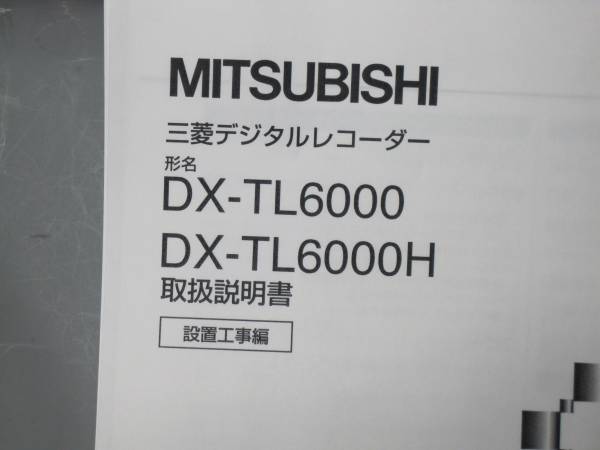 MITSUBISHI
三菱デジタルレコーダー
形名
DX-TL6000
DX-TL6000H
取扱説明書
設置工事編